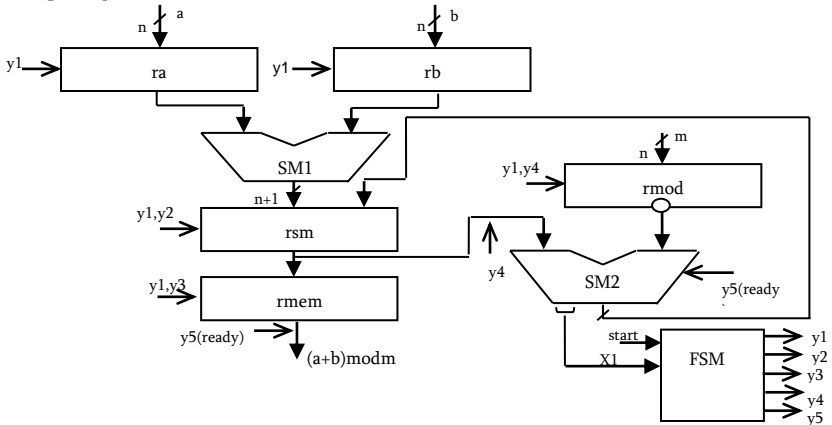 a
n
b
n
y1
ra
y1
rb
SM1
n+1
m
n
y1,y4
rmod
y1,y2
rsm
y4
SM2
y5(ready
)
y1,y3
rmem
y5(ready)
(a+b)modm
start
X1
FSM
y1
y2
y3
y4
y5